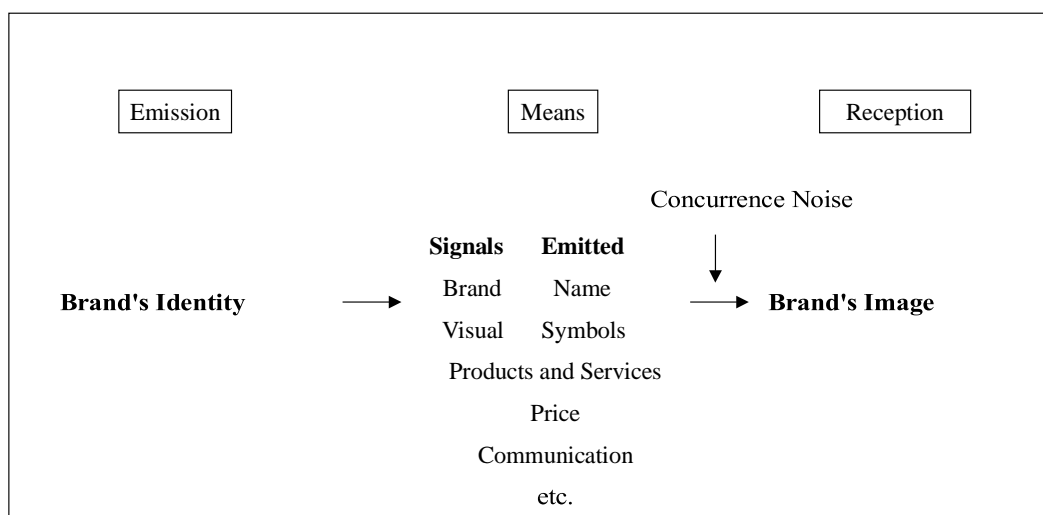 Emission Means Reception
Concurrence Noise
Signals Emitted
Brand's Identity Brand Name Brand's Image
Visual Symbols
Products and Services
Price
Communication
etc.